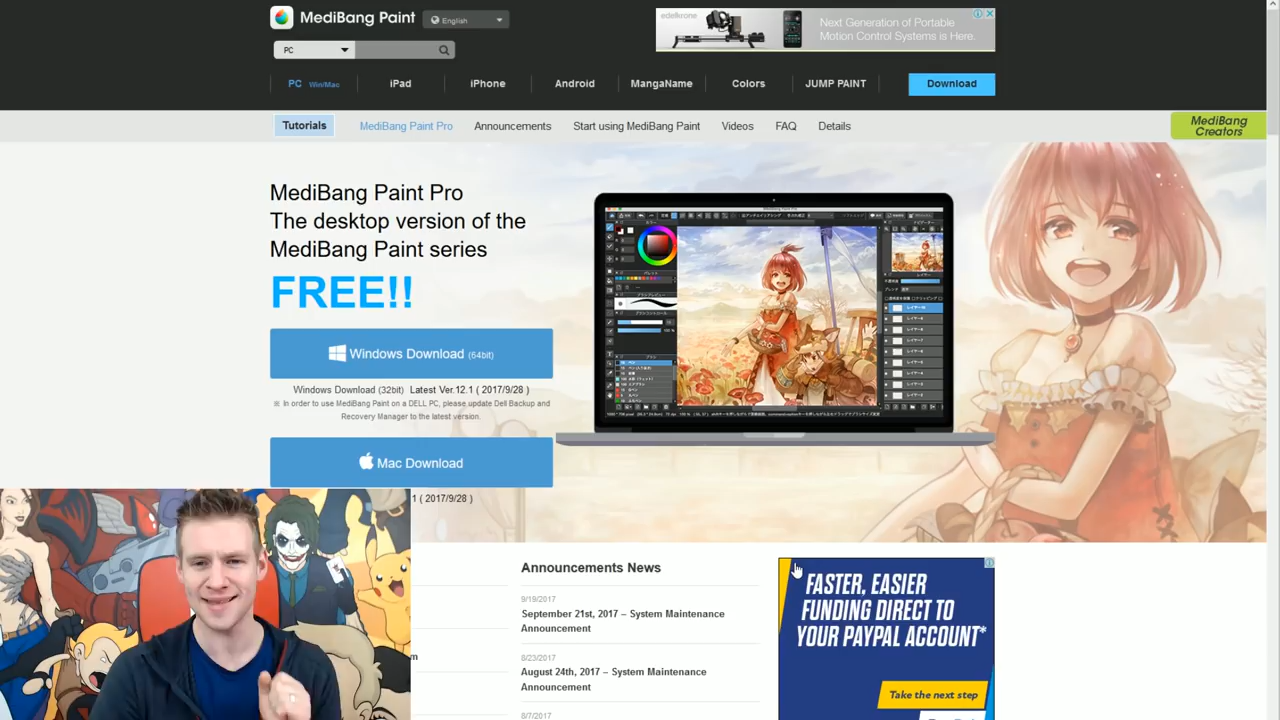 MediBang Paint
English
edelkrone
Next Generation of Portable
Motion Control Systems is Here.
PC
PC Win/Mac
iPad
iPhone
Android
MangaName
Colors
JUMP PAINT
Download
Tutorials
MediBang Paint Pro
Announcements
Start using MediBang Paint
Videos
FAQ
Details
MediBang
Creators
MediBang Paint Pro
The desktop version of the
MediBang Paint series
FREE!!
Windows Download (64bit)
Windows Download (32bit) Latest Ver.12.1 ( 2017/9/28 )
※ In order to use MediBang Paint on a DELL PC, please update Dell Backup and
Recovery Manager to the latest version.
Mac Download
1 ( 2017/9/28 )
Announcements News
9/19/2017
September 21st, 2017 – System Maintenance
Announcement
8/23/2017
August 24th, 2017 – System Maintenance
Announcement
8/7/2017
FASTER, EASIER
FUNDING DIRECT TO
YOUR PAYPAL ACCOUNT*
Take the next step